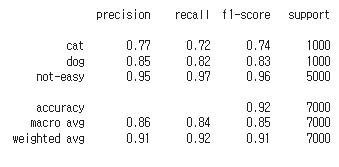 precision recall f1-score support
cat 0.77 0.72 0.74 1000
dog 0.85 0.82 0.83 1000
not-easy 0.95 0.97 0.96 5000
accuracy 0.92 7000
macro avg 0.86 0.84 0.85 7000
weighted avg 0.91 0.92 0.91 7000